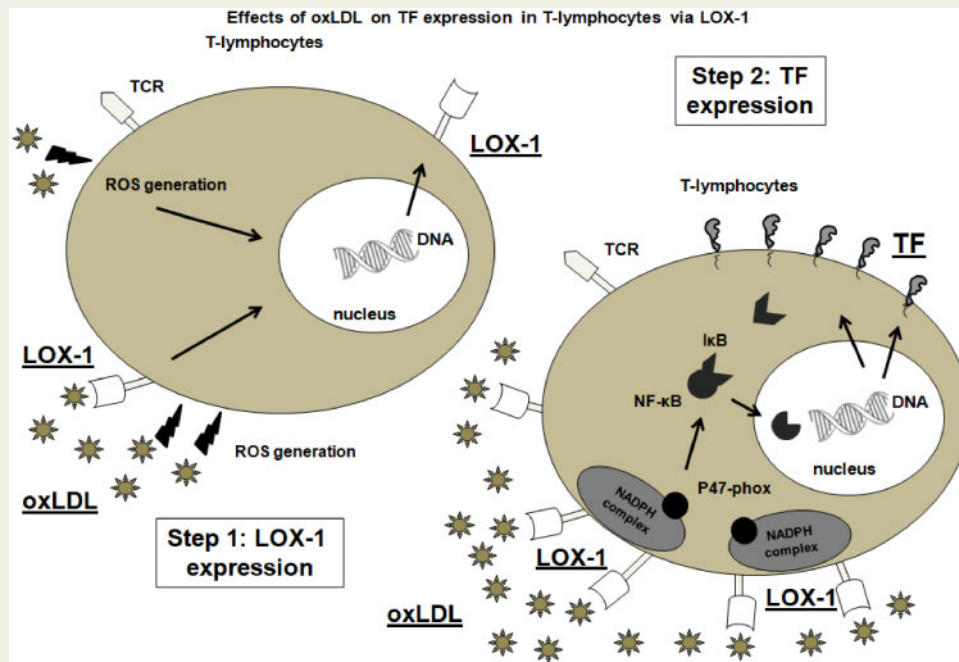 Effects of oxLDL on TF expression in T-lymphocytes via LOX-1
T-lymphocytes
TCR
LOX-1
ROS generation
DNA
nucleus
LOX-1
ROS generation
oxLDL
Step 1: LOX-1
expression
Step 2: TF
expression
T-lymphocytes
TCR
TF
IκB
NF-κB
DNA
nucleus
P47-phox
NADPH
complex
NADPH
complex
LOX-1
LOX-1
oxLDL